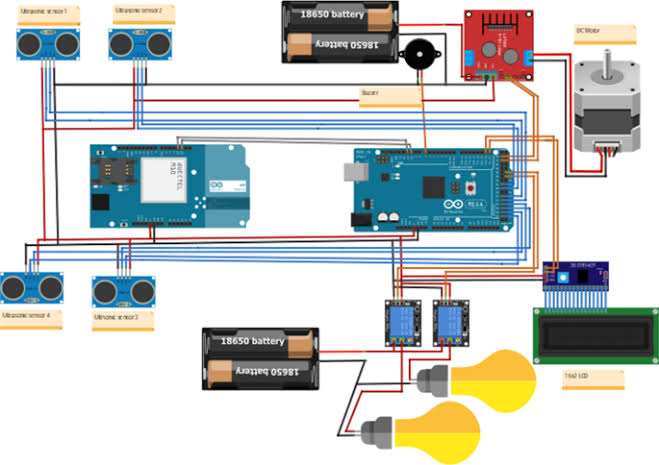 Ultrasonic sensor 1
Ultrasonic sensor 2
18650 battery
18650 battery
DC Motor
Buzzer
QUECTEL
M10
MEGA
Ultrasonic sensor 4
Ultrasonic sensor 3
18650 battery
18650 battery
16x2 LCD